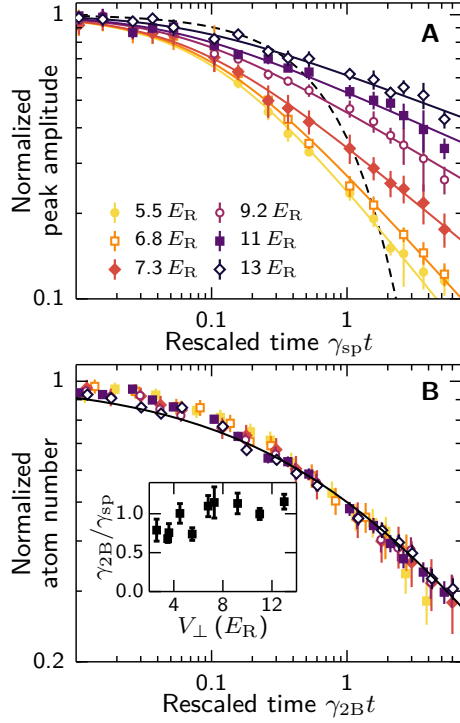 1
A
Normalized
peak amplitude
5.5 E_R
9.2 E_R
6.8 E_R
11 E_R
7.3 E_R
13 E_R
0.1
0.1
1
Rescaled time γ_sp t
1
B
Normalized
atom number
γ_2B/γ_sp
1.0
0.5
0.0
4
8
12
V_⊥ (E_R)
0.2
0.1
1
Rescaled time γ_2B t